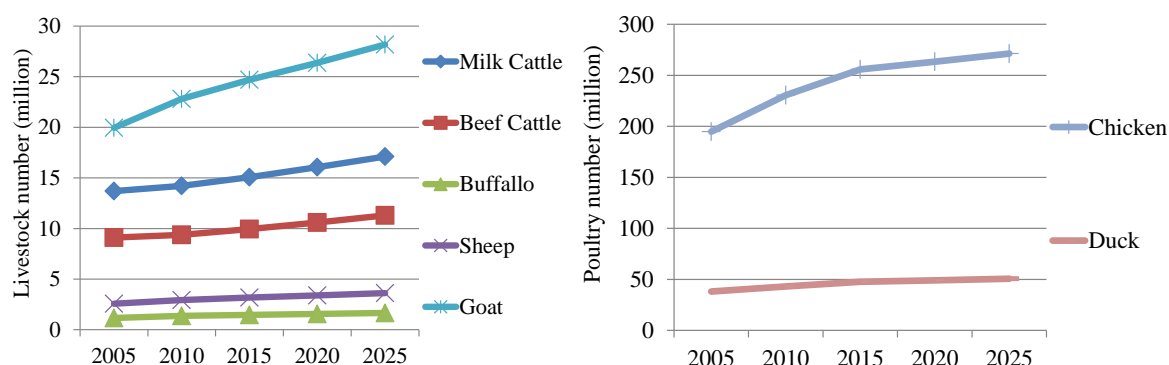 Livestock number (million)
30
25
20
15
10
5
0
2005 2010 2015 2020 2025
Milk Cattle
Beef Cattle
Buffallo
Sheep
Goat
Poultry number (million)
300
250
200
150
100
50
0
2005 2010 2015 2020 2025
Chicken
Duck